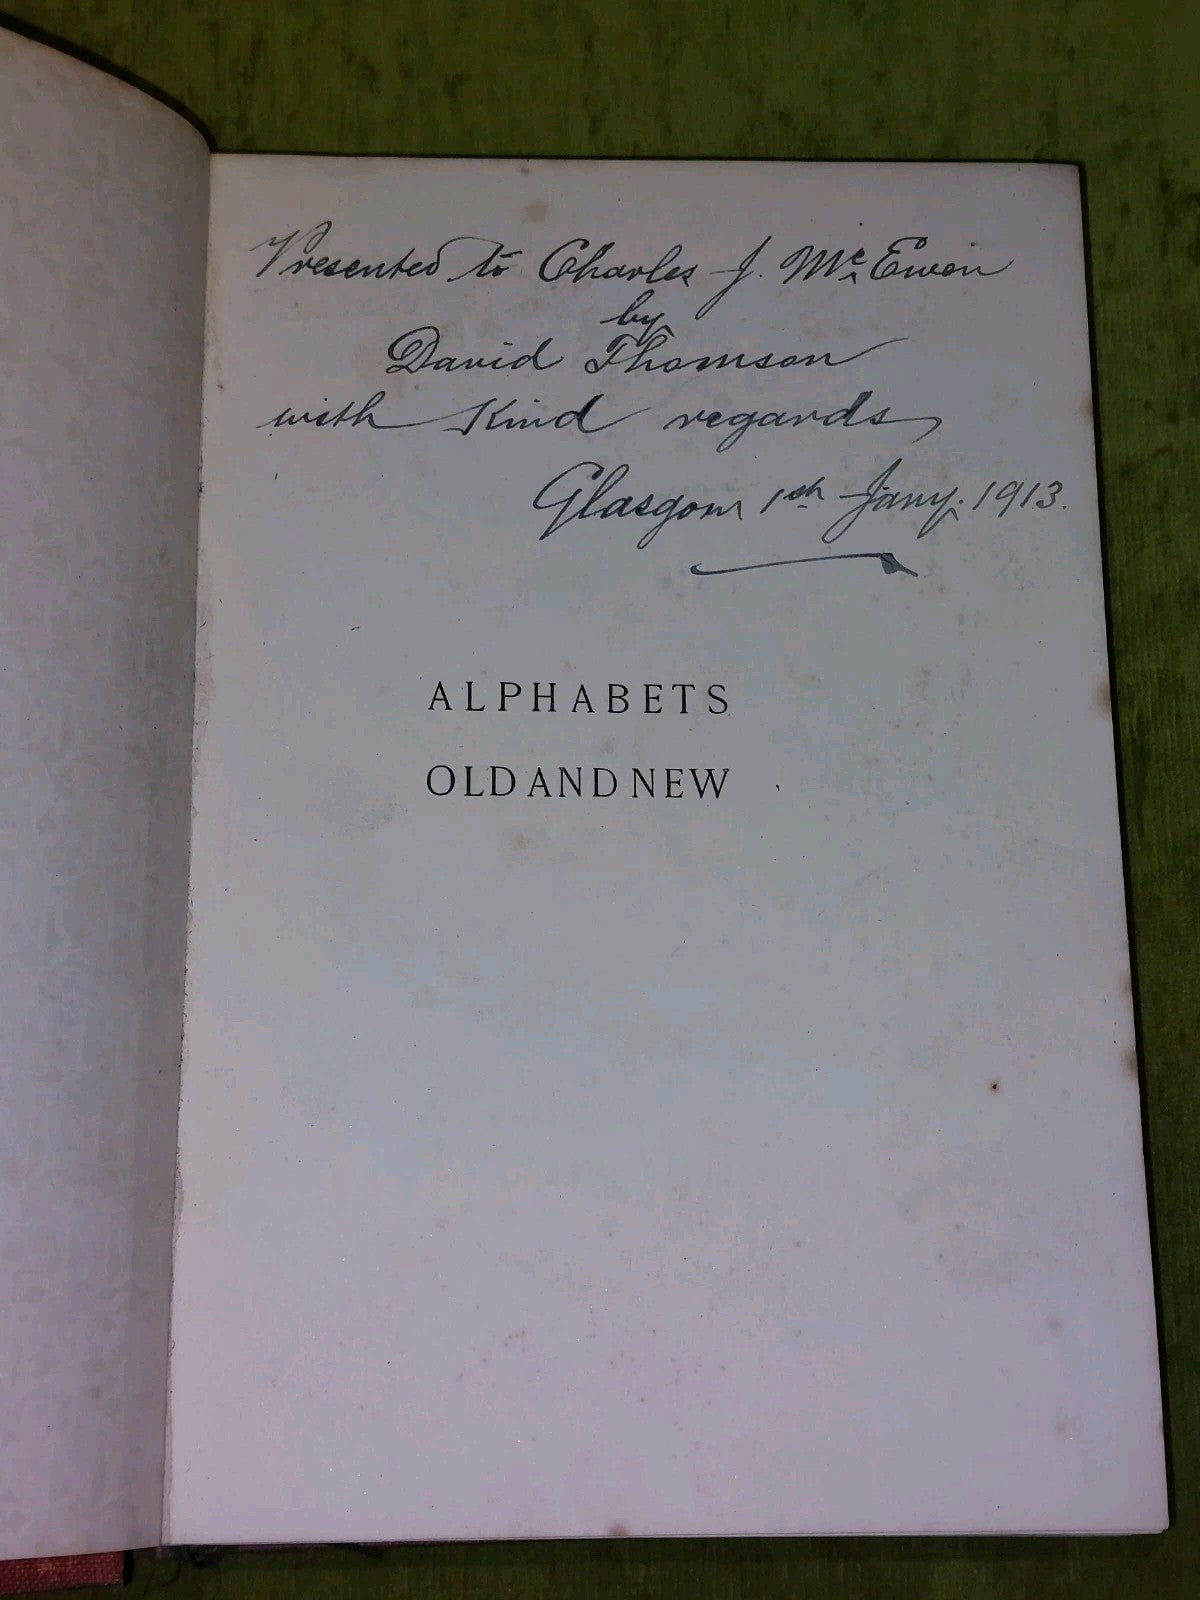 Presented to Charles J. McEwen
by
David Thomson
with Kind regards
Glasgow 1st Jany. 1913.
ALPHABETS
OLD AND NEW